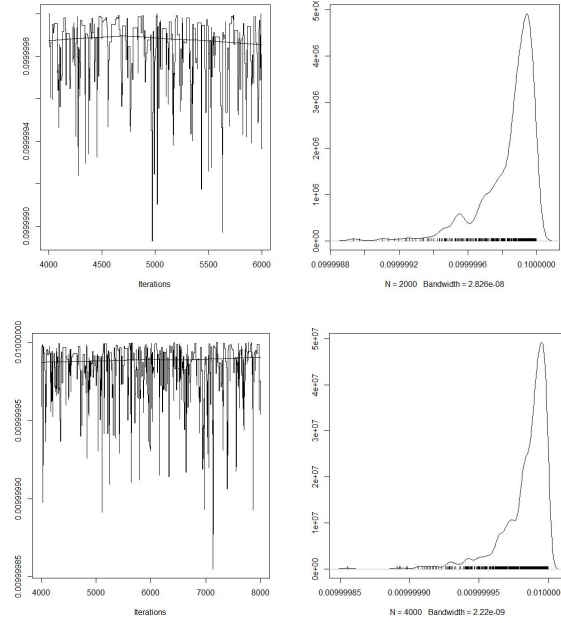 0.0999998
0.0999994
0.0999990
4000 4500 5000 5500 6000
Iterations
4e+06
3e+06
2e+06
1e+06
0e+00
0.0999988 0.0999992 0.0999996 0.1000000
N = 2000 Bandwidth = 2.826e-08
0.01000000
0.00999995
0.00999990
0.00999985
4000 5000 6000 7000 8000
Iterations
5e+07
4e+07
3e+07
2e+07
1e+07
0e+00
0.00999985 0.00999990 0.00999995 0.010000
N = 4000 Bandwidth = 2.22e-09